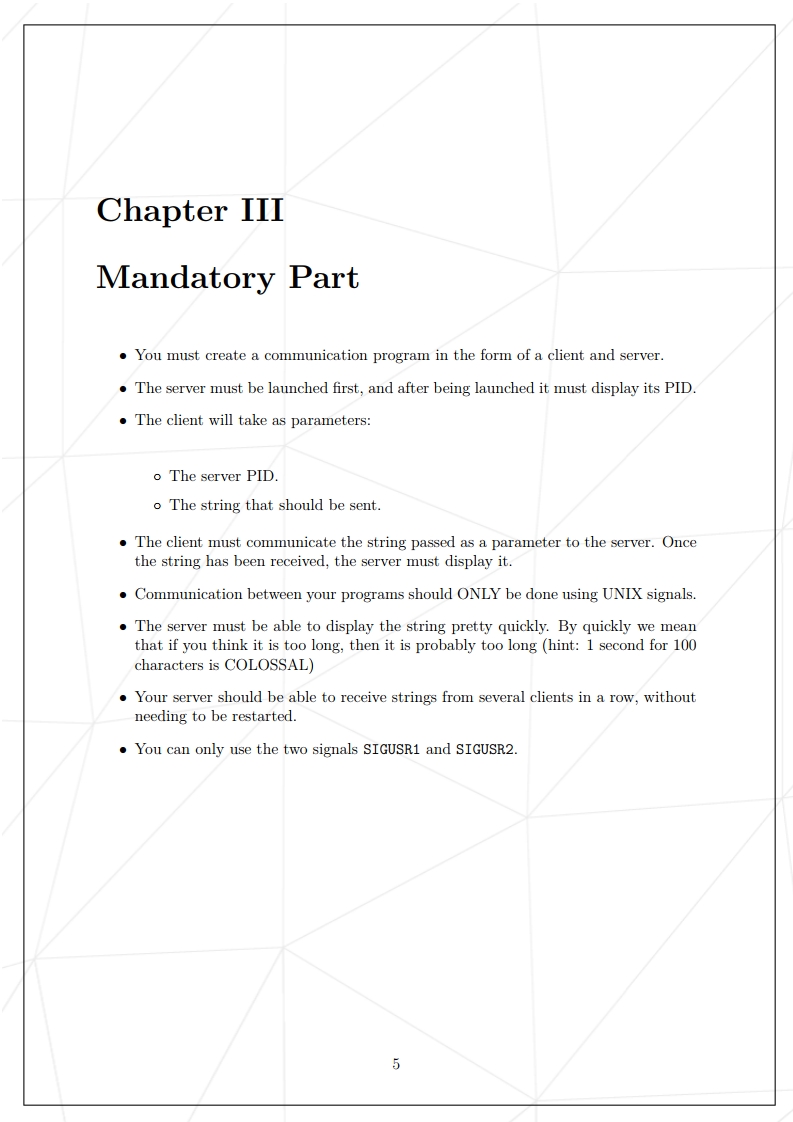 Chapter III
Mandatory Part
• You must create a communication program in the form of a client and server.
• The server must be launched first, and after being launched it must display its PID.
• The client will take as parameters:
◦ The server PID.
◦ The string that should be sent.
• The client must communicate the string passed as a parameter to the server. Once
the string has been received, the server must display it.
• Communication between your programs should ONLY be done using UNIX signals.
• The server must be able to display the string pretty quickly. By quickly we mean
that if you think it is too long, then it is probably too long (hint: 1 second for 100
characters is COLOSSAL)
• Your server should be able to receive strings from several clients in a row, without
needing to be restarted.
• You can only use the two signals SIGUSR1 and SIGUSR2.
5